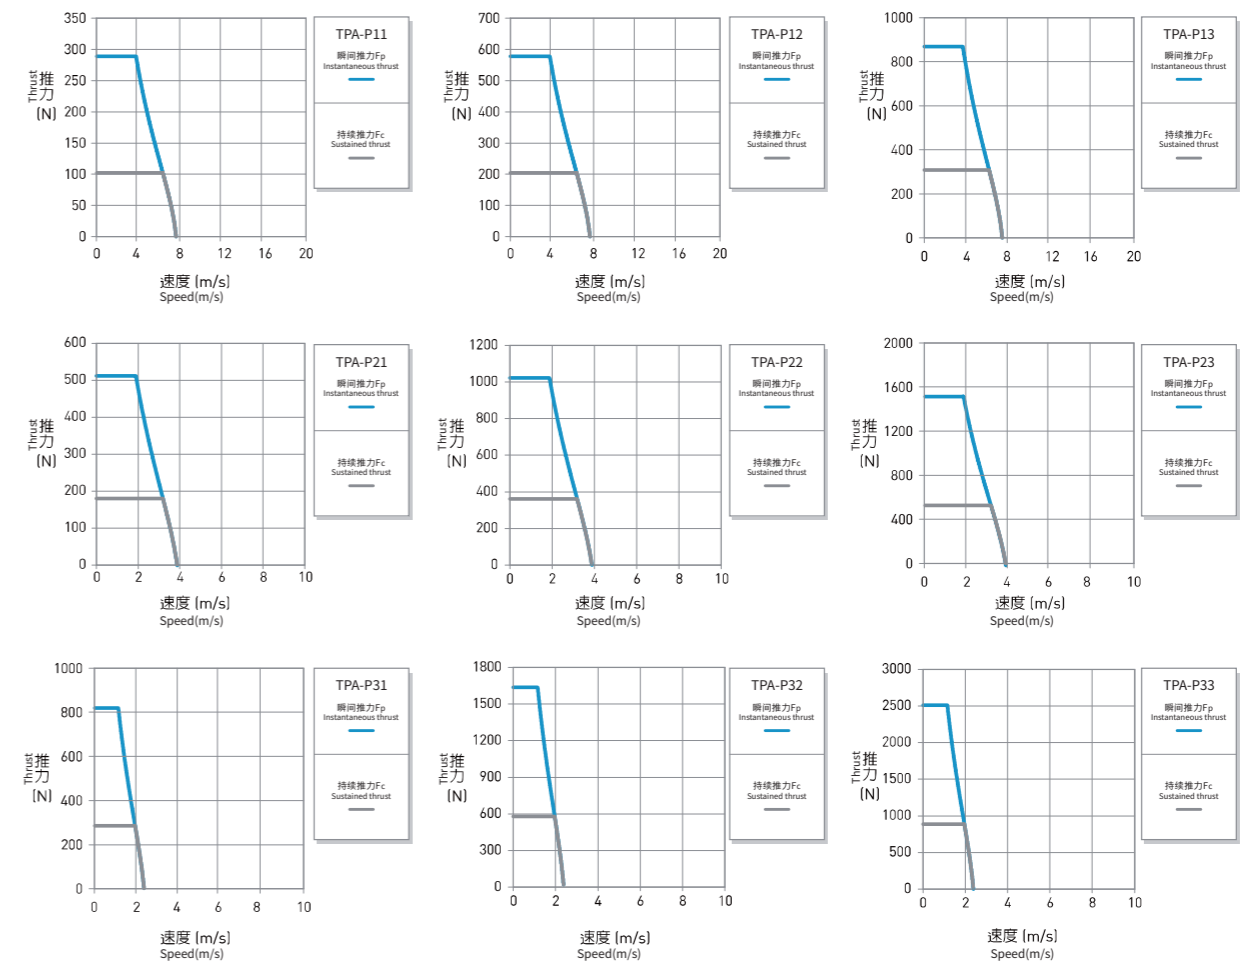 350
300
250
200
150
100
50
0
0 4 8 12 16 20
Thrust
推力
(N)
速度 (m/s)
Speed(m/s)
TPA-P11
瞬间推力Fp
Instantaneous thrust
持续推力Fc
Sustained thrust
700
600
500
400
300
200
100
0
0 4 8 12 16 20
Thrust
推力
(N)
速度 (m/s)
Speed(m/s)
TPA-P12
瞬间推力Fp
Instantaneous thrust
持续推力Fc
Sustained thrust
1000
800
600
400
200
0
0 4 8 12 16 20
Thrust
推力
(N)
速度 (m/s)
Speed(m/s)
TPA-P13
瞬间推力Fp
Instantaneous thrust
持续推力Fc
Sustained thrust
600
500
400
300
200
100
0
0 2 4 6 8 10
Thrust
推力
(N)
速度 (m/s)
Speed(m/s)
TPA-P21
瞬间推力Fp
Instantaneous thrust
持续推力Fc
Sustained thrust
1200
1000
800
600
400
200
0
0 2 4 6 8 10
Thrust
推力
(N)
速度 (m/s)
Speed(m/s)
TPA-P22
瞬间推力Fp
Instantaneous thrust
持续推力Fc
Sustained thrust
2000
1600
1200
800
400
0
0 2 4 6 8 10
Thrust
推力
(N)
速度 (m/s)
Speed(m/s)
TPA-P23
瞬间推力Fp
Instantaneous thrust
持续推力Fc
Sustained thrust
1000
800
600
400
200
0
0 2 4 6 8 10
Thrust
推力
(N)
速度 (m/s)
Speed(m/s)
TPA-P31
瞬间推力Fp
Instantaneous thrust
持续推力Fc
Sustained thrust
1800
1500
1200
900
600
300
0
0 2 4 6 8 10
Thrust
推力
(N)
速度 (m/s)
Speed(m/s)
TPA-P32
瞬间推力Fp
Instantaneous thrust
持续推力Fc
Sustained thrust
3000
2500
2000
1500
1000
500
0
0 2 4 6 8 10
Thrust
推力
(N)
速度 (m/s)
Speed(m/s)
TPA-P33
瞬间推力Fp
Instantaneous thrust
持续推力Fc
Sustained thrust